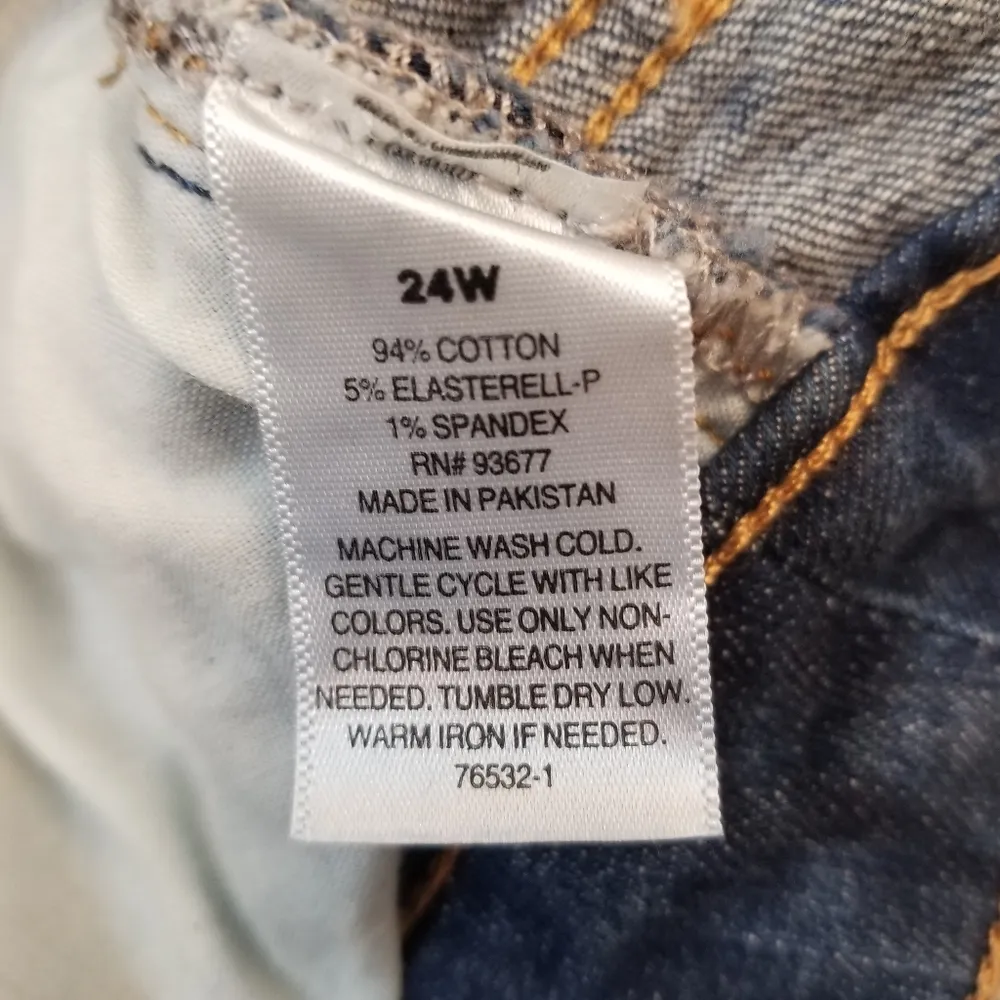 24W
94% COTTON
5% ELASTERELL-P
1% SPANDEX
RN# 93677
MADE IN PAKISTAN
MACHINE WASH COLD.
GENTLE CYCLE WITH LIKE
COLORS. USE ONLY NON-
CHLORINE BLEACH WHEN
NEEDED. TUMBLE DRY LOW.
WARM IRON IF NEEDED.
76532-1